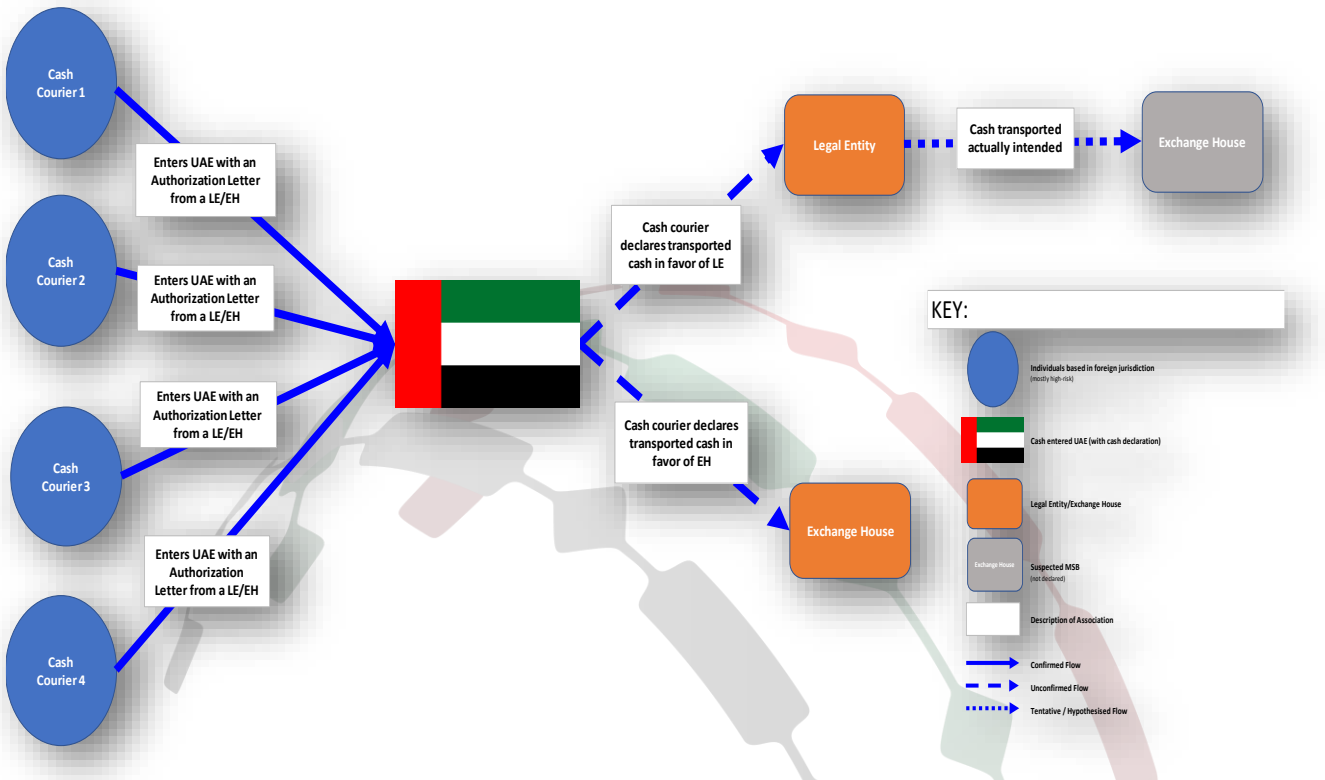 Cash
Courier 1
Enters UAE with an
Authorization Letter
from a LE/EH
Cash
Courier 2
Enters UAE with an
Authorization Letter
from a LE/EH
Cash
Courier 3
Enters UAE with an
Authorization Letter
from a LE/EH
Cash
Courier 4
Enters UAE with an
Authorization
Letter from a LE/EH
Cash courier
declares transported
cash in favor of LE
Cash courier declares
transported cash in
favor of EH
Legal Entity
Cash transported
actually intended
Exchange House
Exchange House
KEY:
Individuals based in foreign jurisdiction
(mostly high-risk)
Cash entered UAE (with cash declaration)
Legal Entity/Exchange House
Exchange House
Suspected MSB
(not declared)
Description of Association
Confirmed Flow
Unconfirmed Flow
Tentative / Hypothesised Flow